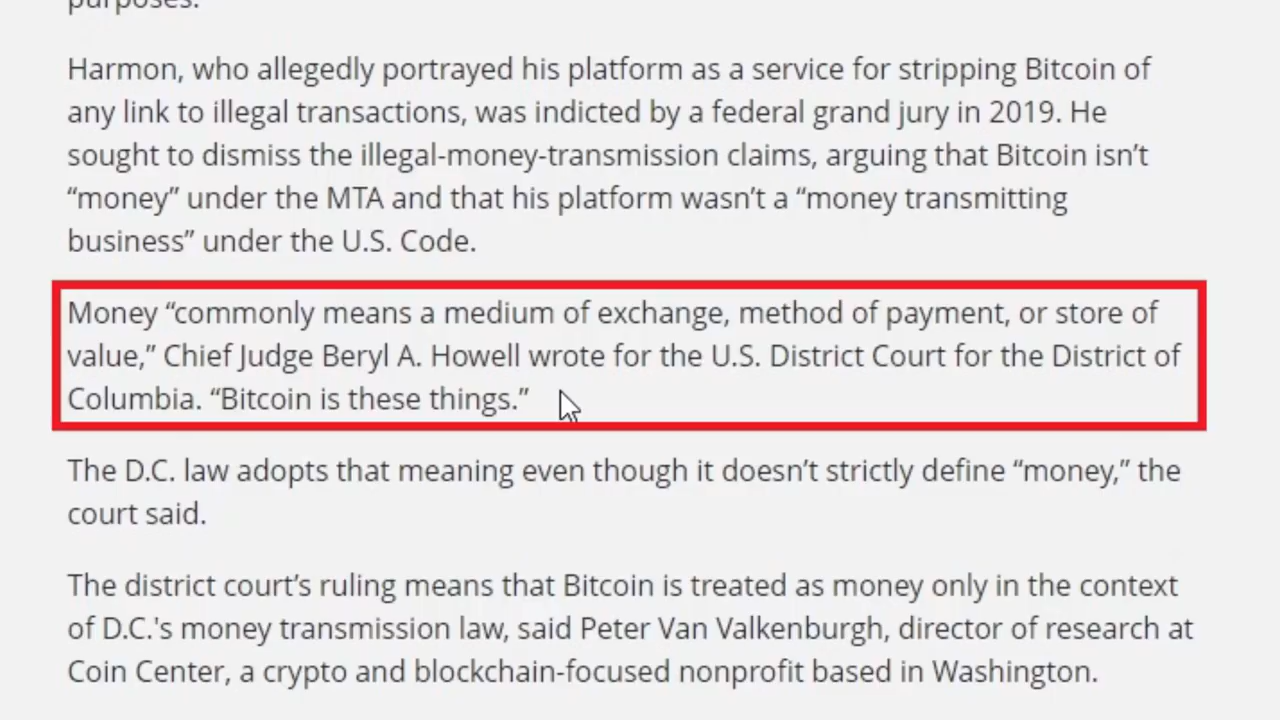 purposes.
Harmon, who allegedly portrayed his platform as a service for stripping Bitcoin of
any link to illegal transactions, was indicted by a federal grand jury in 2019. He
sought to dismiss the illegal-money-transmission claims, arguing that Bitcoin isn’t
“money” under the MTA and that his platform wasn’t a “money transmitting
business” under the U.S. Code.
Money “commonly means a medium of exchange, method of payment, or store of
value,” Chief Judge Beryl A. Howell wrote for the U.S. District Court for the District of
Columbia. “Bitcoin is these things.”
The D.C. law adopts that meaning even though it doesn’t strictly define “money,” the
court said.
The district court’s ruling means that Bitcoin is treated as money only in the context
of D.C.'s money transmission law, said Peter Van Valkenburgh, director of research at
Coin Center, a crypto and blockchain-focused nonprofit based in Washington.